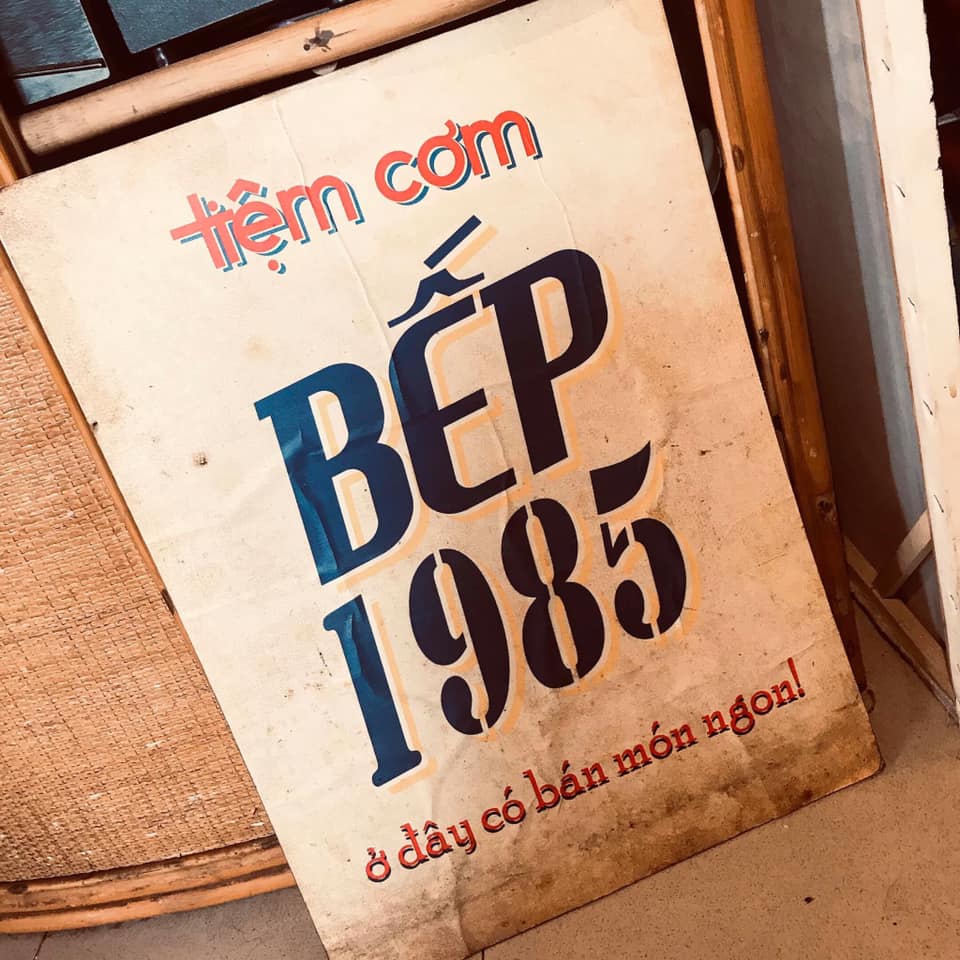 tiệm cơm
BẾP
1985
ở đây có bán món ngon!